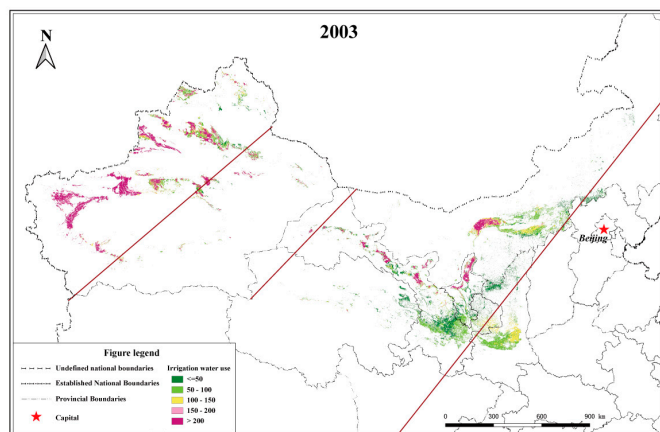 2003
N
Beijing
Figure legend
Undefined national boundaries
Established National Boundaries
Provincial Boundaries
Capital
Irrigation water use
<=50
50 - 100
100 - 150
150 - 200
> 200
0 300 600 900 km